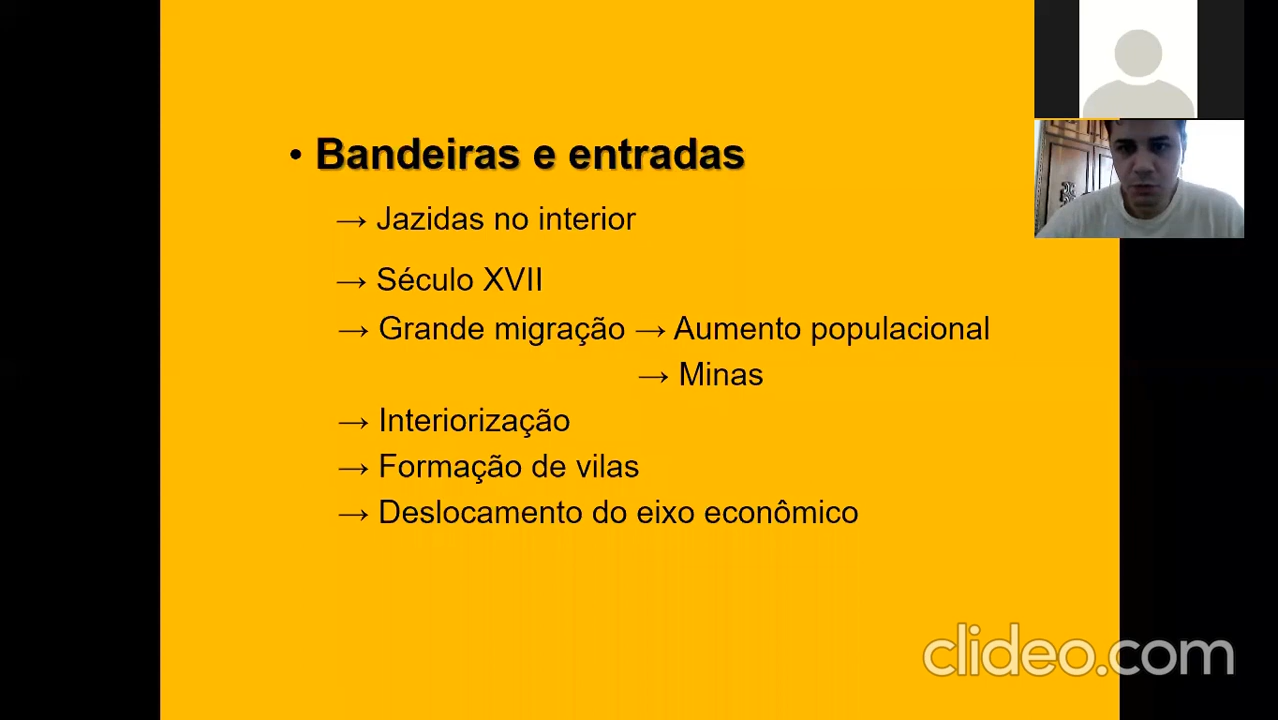 • Bandeiras e entradas
→ Jazidas no interior
→ Século XVII
→ Grande migração → Aumento populacional
→ Minas
→ Interiorização
→ Formação de vilas
→ Deslocamento do eixo econômico
clideo.com